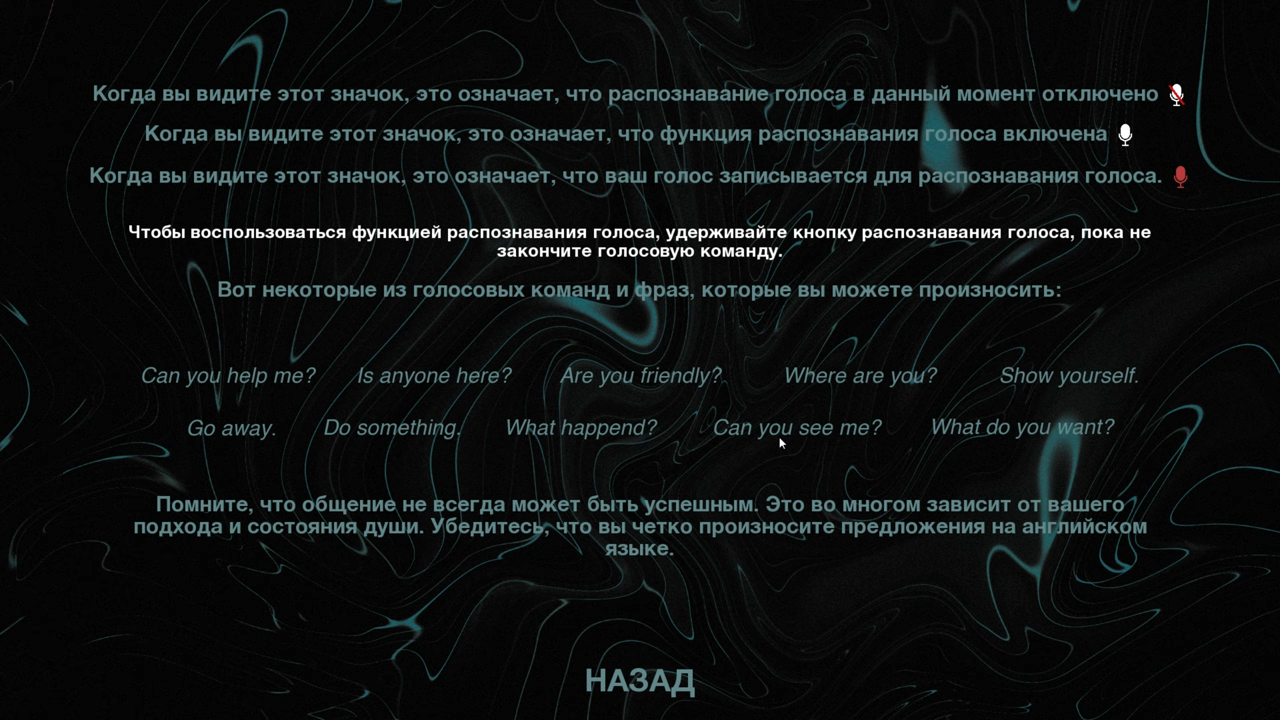 Когда вы видите этот значок, это означает, что распознавание голоса в данный момент отключено
Когда вы видите этот значок, это означает, что функция распознавания голоса включена
Когда вы видите этот значок, это означает, что ваш голос записывается для распознавания голоса.
Чтобы воспользоваться функцией распознавания голоса, удерживайте кнопку распознавания голоса, пока не
закончите голосовую команду.
Вот некоторые из голосовых команд и фраз, которые вы можете произносить:
Can you help me? Is anyone here? Are you friendly? Where are you? Show yourself.
Go away. Do something. What happend? Can you see me? What do you want?
Помните, что общение не всегда может быть успешным. Это во многом зависит от вашего
подхода и состояния души. Убедитесь, что вы четко произносите предложения на английском
языке.
НАЗАД